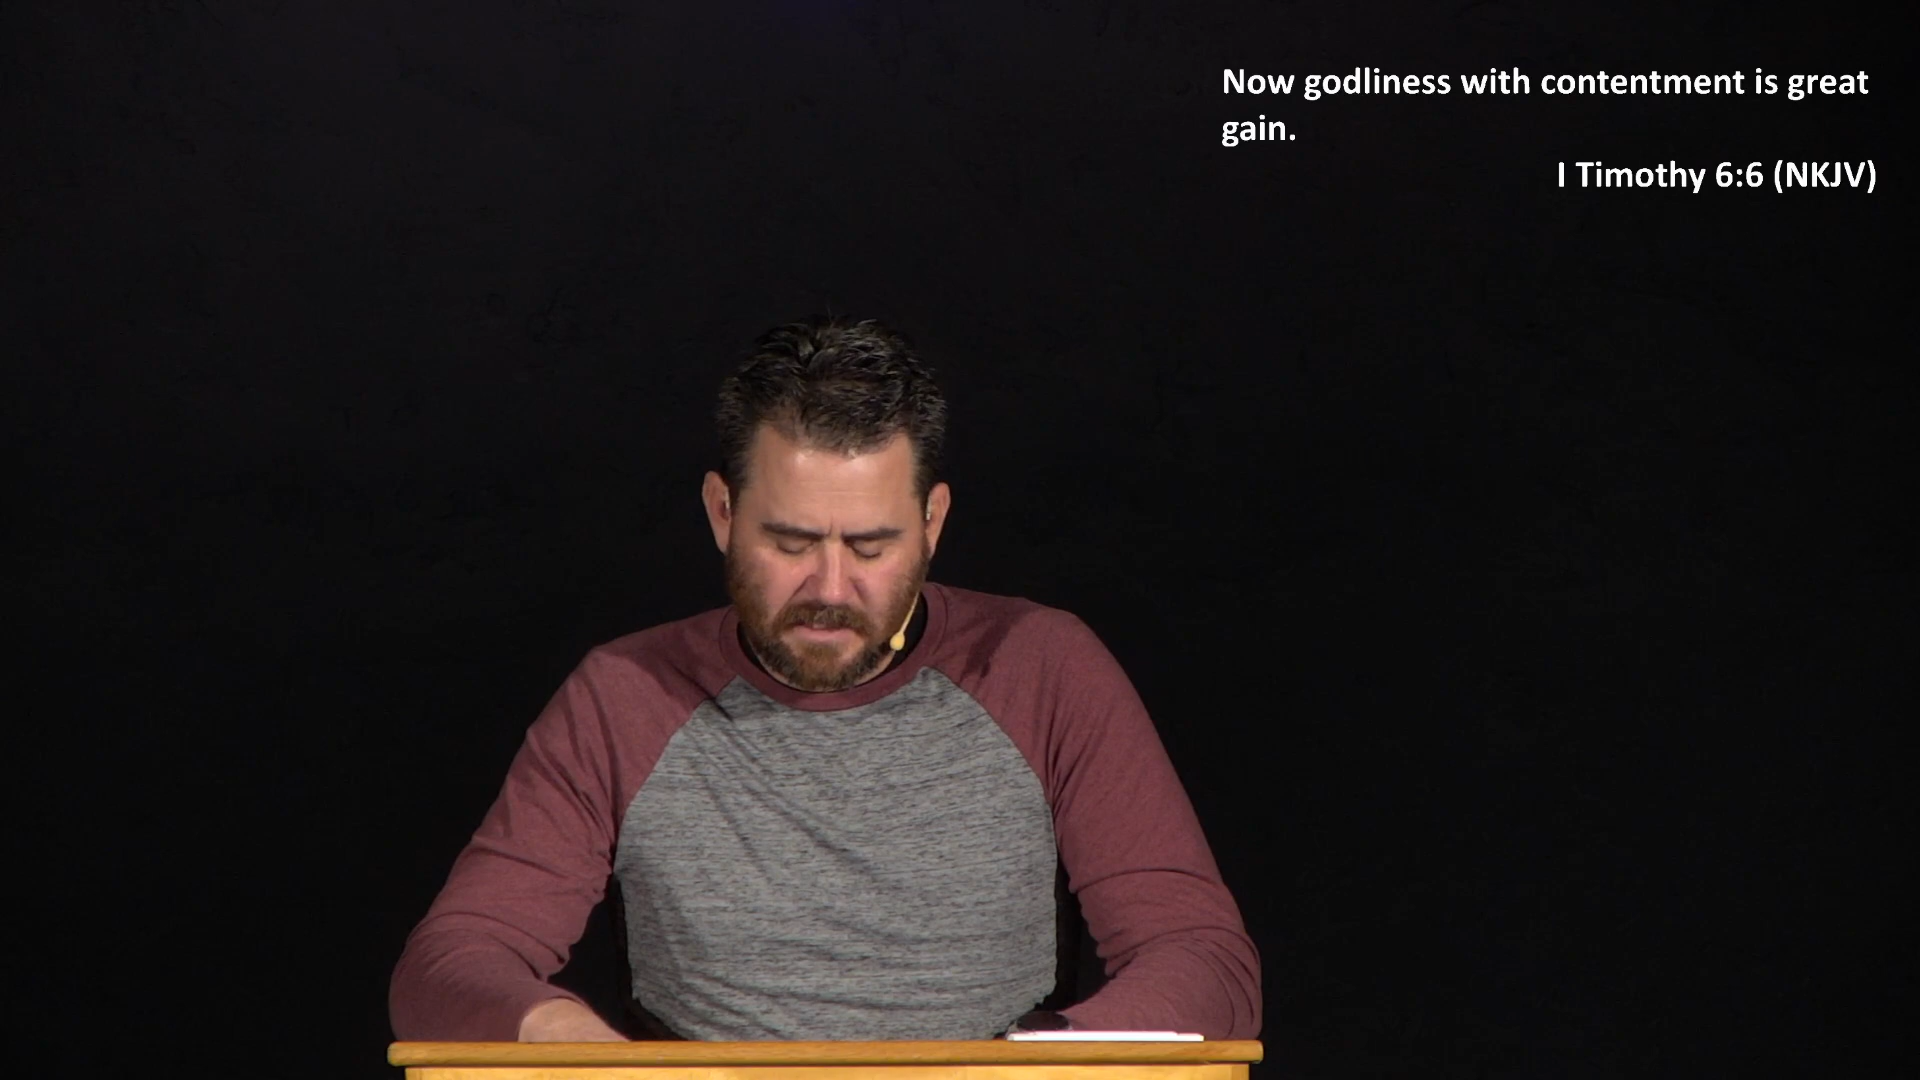 Now godliness with contentment is great
gain.
I Timothy 6:6 (NKJV)